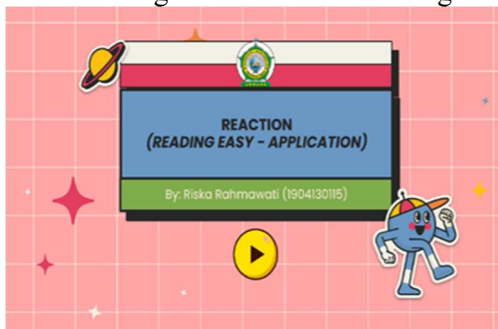 REACTION
(READING EASY - APPLICATION)
By: Riska Rahmawati (1904130115)